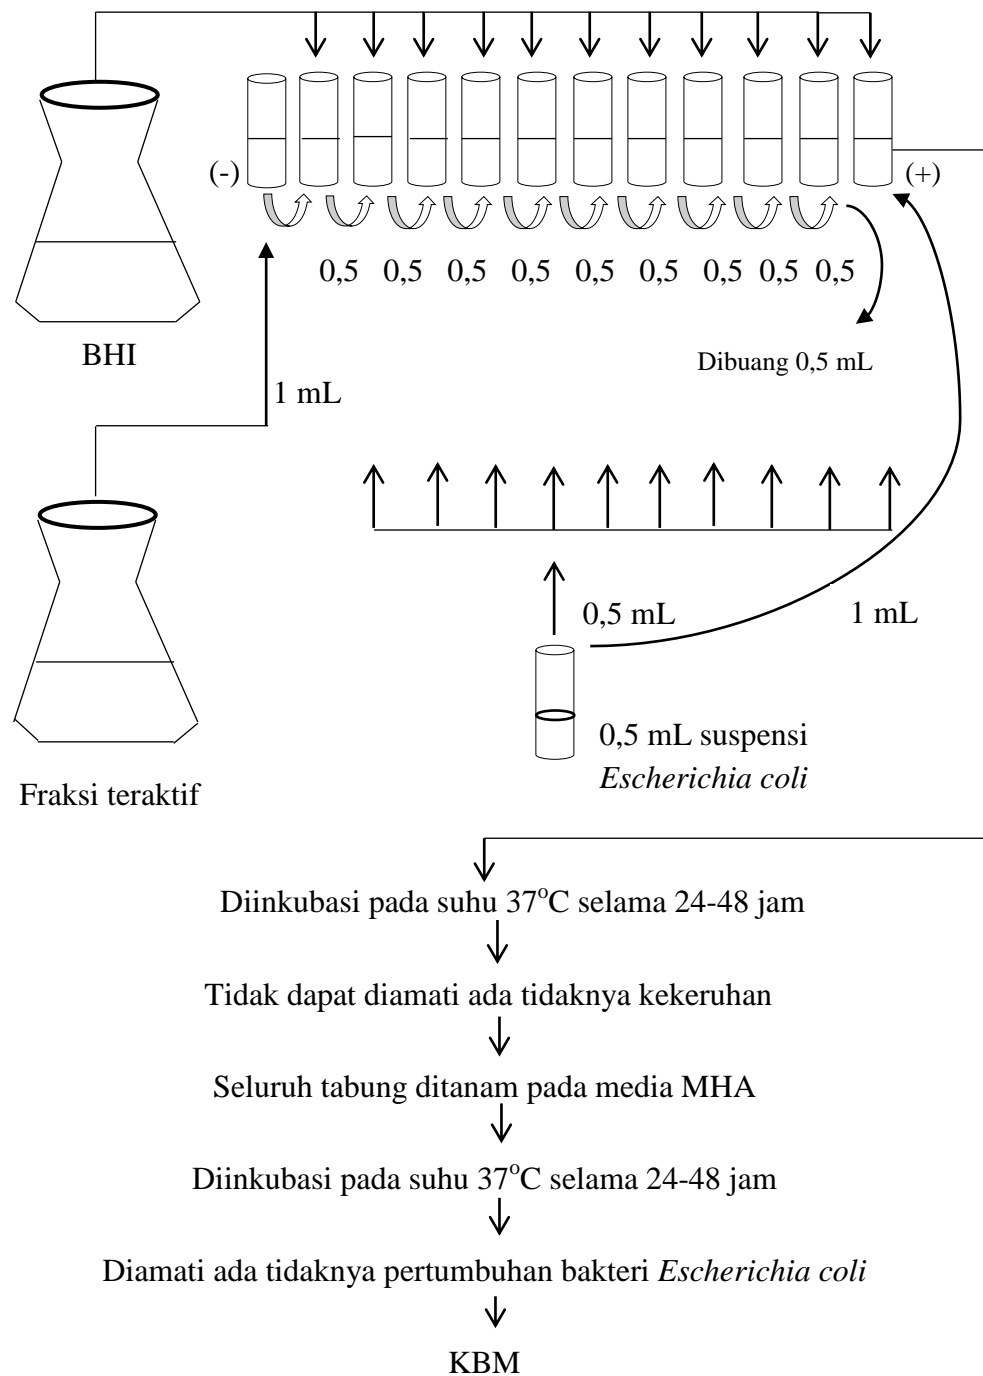 (-)
(+)
0,5 0,5 0,5 0,5 0,5 0,5 0,5 0,5 0,5
BHI
Dibuang 0,5 mL
1 mL
0,5 mL
1 mL
0,5 mL suspensi
Escherichia coli
Fraksi teraktif
Diinkubasi pada suhu 37°C selama 24-48 jam
Tidak dapat diamati ada tidaknya kekeruhan
Seluruh tabung ditanam pada media MHA
Diinkubasi pada suhu 37°C selama 24-48 jam
Diamati ada tidaknya pertumbuhan bakteri Escherichia coli
KBM